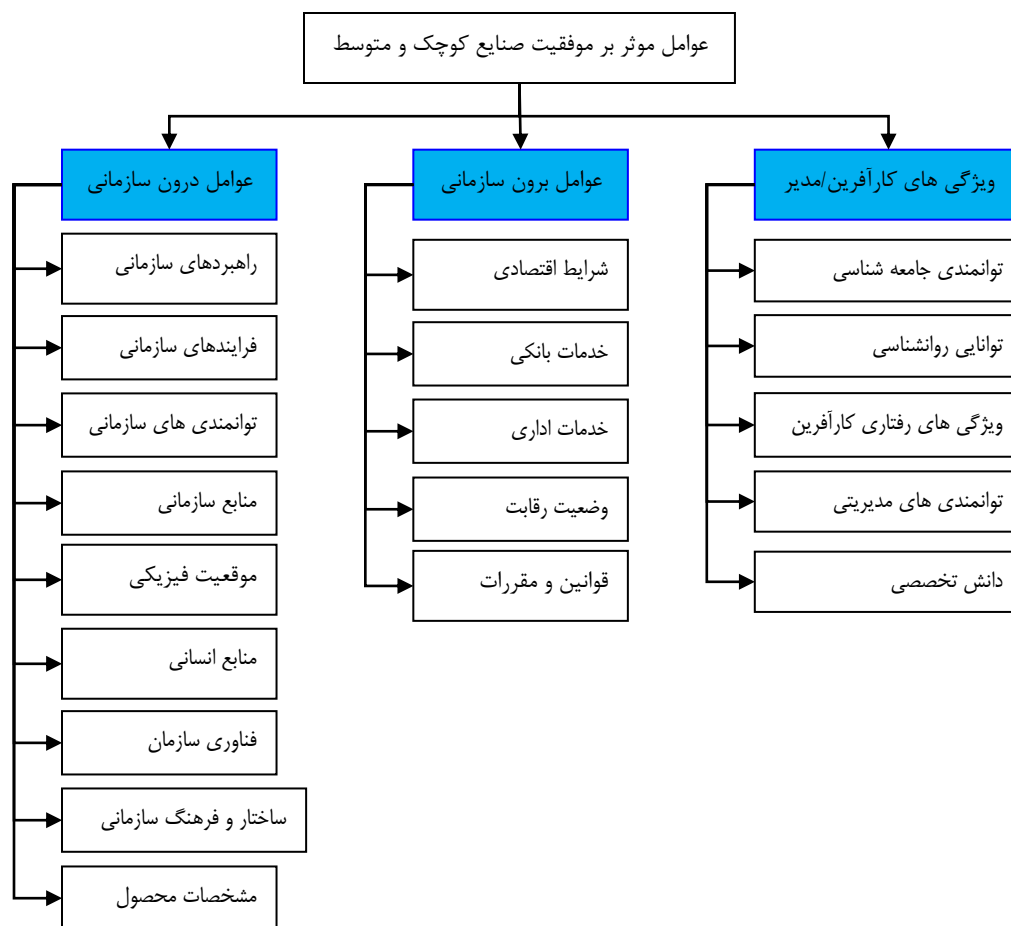 عوامل موثر بر موفقیت صنایع کوچک و متوسط
ویژگی های کارآفرین/مدیر
توانمندی جامعه شناسی
توانایی روانشناسی
ویژگی های رفتاری کارآفرین
توانمندی های مدیریتی
دانش تخصصی
عوامل برون سازمانی
شرایط اقتصادی
خدمات بانکی
خدمات اداری
وضعیت رقابت
قوانین و مقررات
عوامل درون سازمانی
راهبردهای سازمانی
فرایندهای سازمانی
توانمندی های سازمانی
منابع سازمانی
موقعیت فیزیکی
منابع انسانی
فناوری سازمان
ساختار و فرهنگ سازمانی
مشخصات محصول